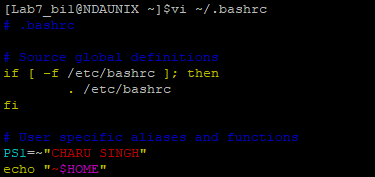 [Lab7_bi1@NDAUNIX ~]$vi ~/.bashrc
# .bashrc
# Source global definitions
if [ -f /etc/bashrc ]; then
. /etc/bashrc
fi
# User specific aliases and functions
PS1=~"CHARU SINGH"
echo "~$HOME"